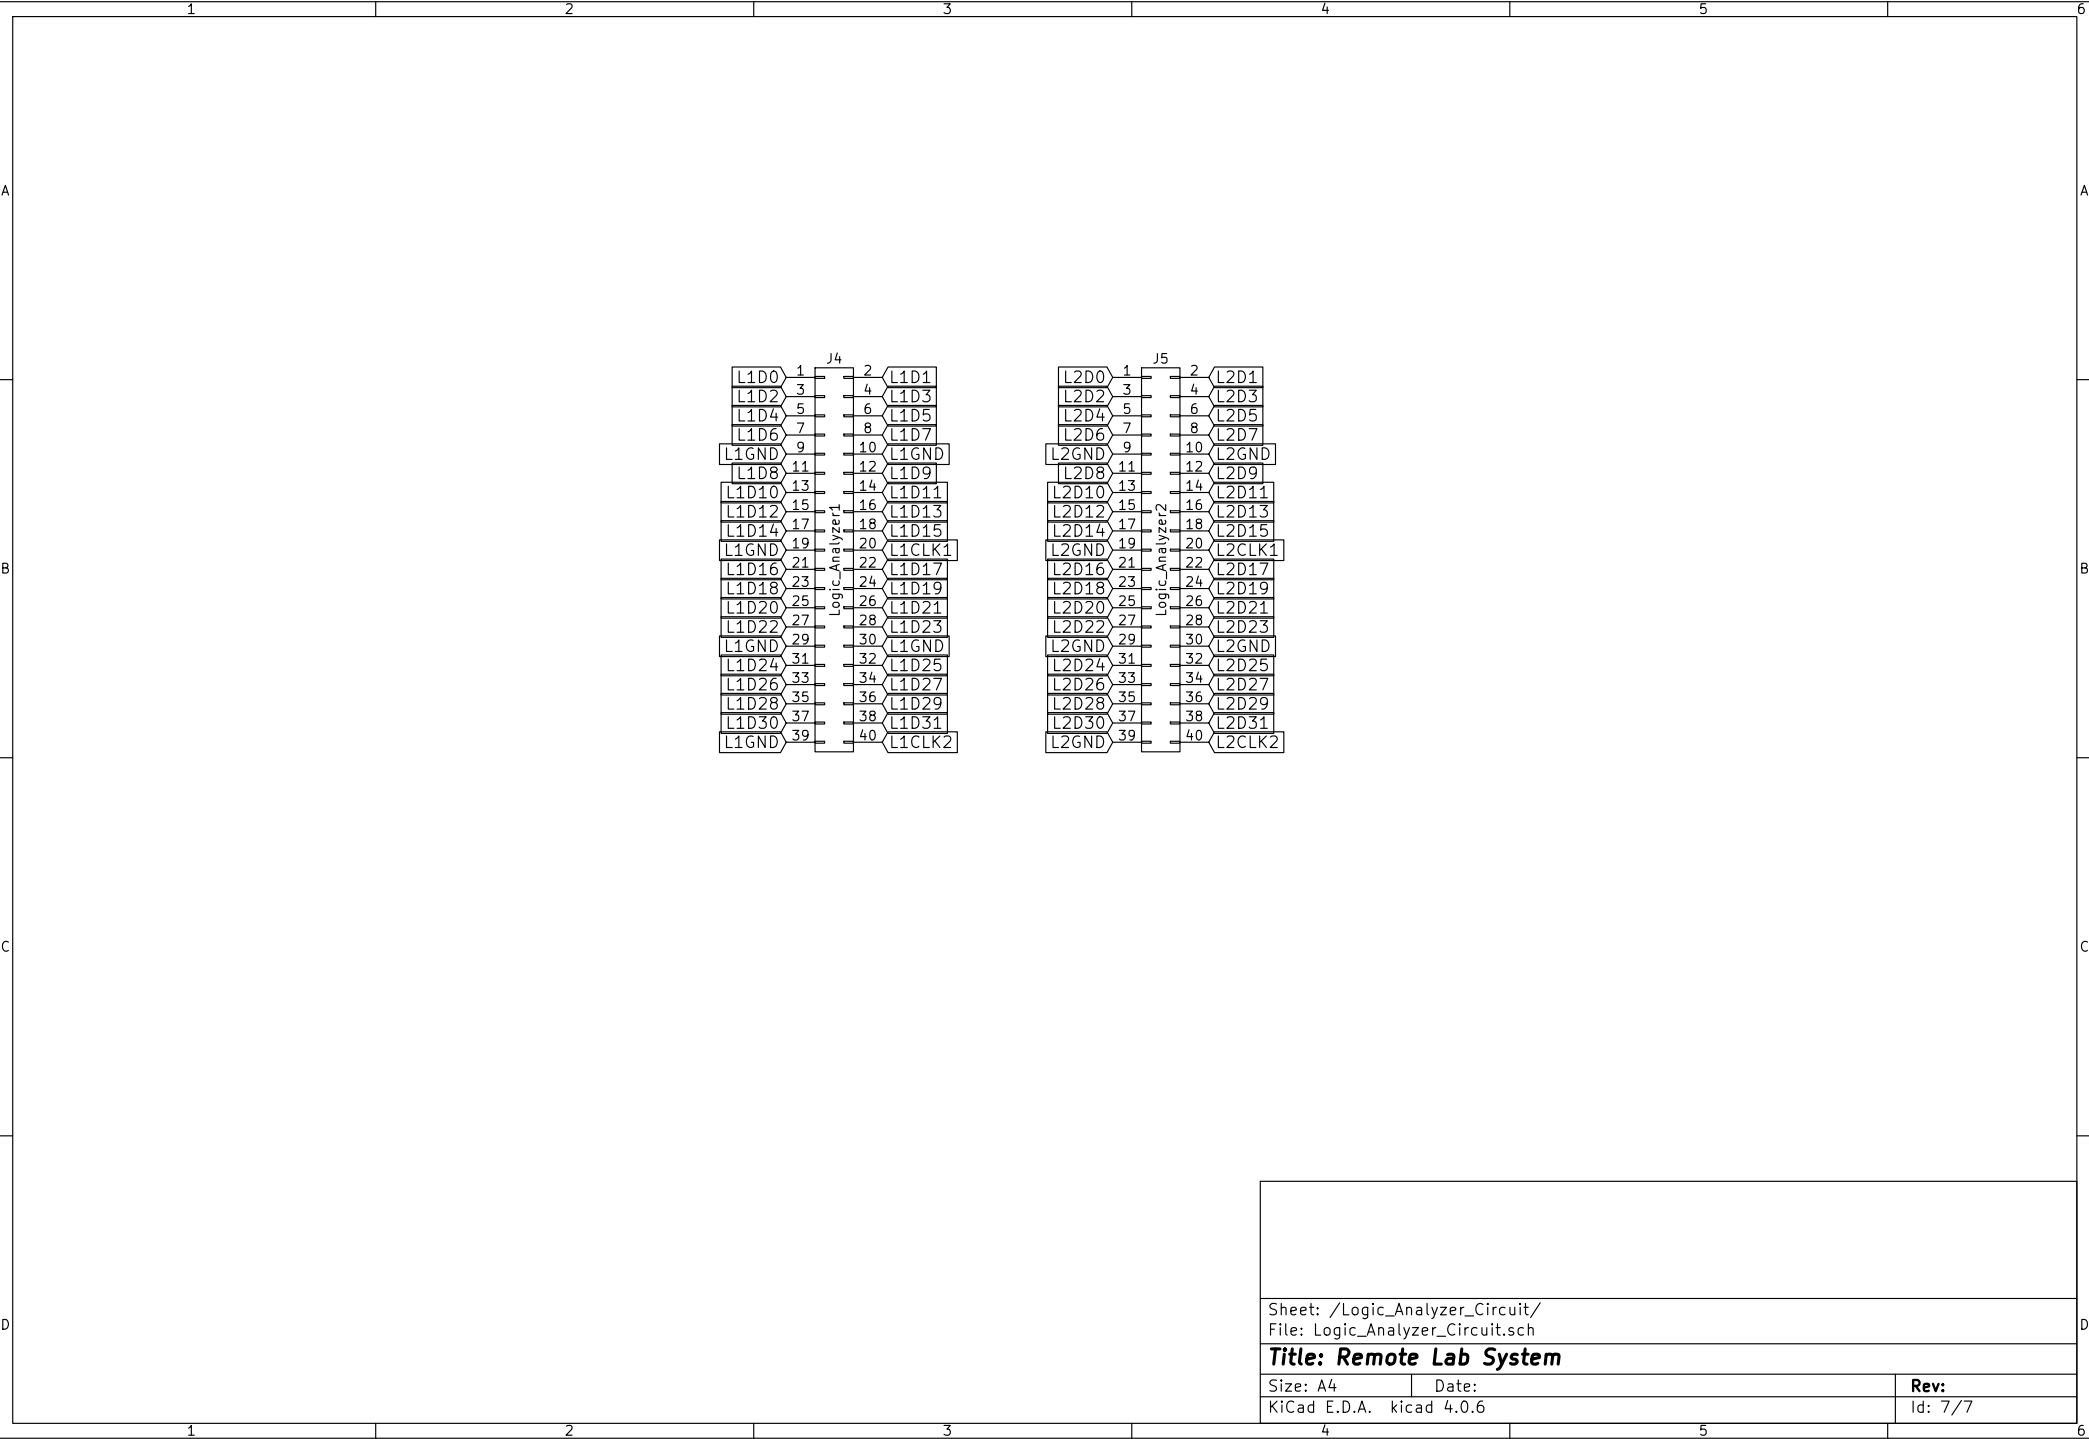 1 2 3 4 5 6
A A
J4 J5
L1D0 1 2 L1D1 L2D0 1 2 L2D1
L1D2 3 4 L1D3 L2D2 3 4 L2D3
L1D4 5 6 L1D5 L2D4 5 6 L2D5
L1D6 7 8 L1D7 L2D6 7 8 L2D7
L1GND 9 10 L1GND L2GND 9 10 L2GND
L1D8 11 12 L1D9 L2D8 11 12 L2D9
L1D10 13 14 L1D11 L2D10 13 14 L2D11
L1D12 15 16 L1D13 L2D12 15 16 L2D13
L1D14 17 18 L1D15 L2D14 17 18 L2D15
L1GND 19 20 L1CLK1 L2GND 19 20 L2CLK1
Logic_Analyzer1 Logic_Analyzer2
B B
L1D16 21 22 L1D17 L2D16 21 22 L2D17
L1D18 23 24 L1D19 L2D18 23 24 L2D19
L1D20 25 26 L1D21 L2D20 25 26 L2D21
L1D22 27 28 L1D23 L2D22 27 28 L2D23
L1GND 29 30 L1GND L2GND 29 30 L2GND
L1D24 31 32 L1D25 L2D24 31 32 L2D25
L1D26 33 34 L1D27 L2D26 33 34 L2D27
L1D28 35 36 L1D29 L2D28 35 36 L2D29
L1D30 37 38 L1D31 L2D30 37 38 L2D31
L1GND 39 40 L1CLK2 L2GND 39 40 L2CLK2
C C
Sheet: /Logic_Analyzer_Circuit/
D D
File: Logic_Analyzer_Circuit.sch
Title: Remote Lab System
Size: A4 Date: Rev:
KiCad E.D.A. kicad 4.0.6 Id: 7/7
1 2 3 4 5 6